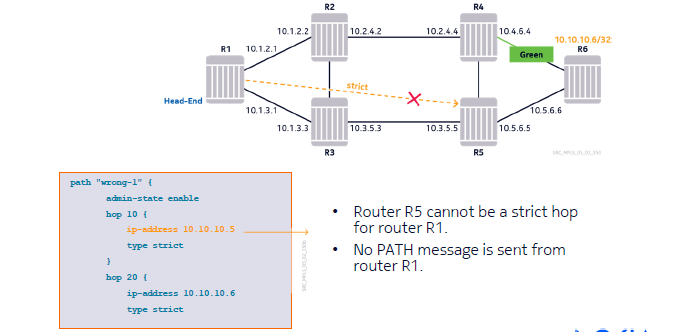 R2
R4
10.1.2.2
10.2.4.2
10.2.4.4
10.4.6.4
10.10.10.6/32
R1
10.1.2.1
Green
R6
strict
Head-End
10.1.3.1
10.5.6.6
10.1.3.3
10.3.5.3
10.3.5.5
10.5.6.5
R3
R5
path "wrong-1" {
admin-state enable
hop 10 {
ip-address 10.10.10.5
type strict
}
hop 20 {
ip-address 10.10.10.6
type strict
• Router R5 cannot be a strict hop
for router R1.
• No PATH message is sent from
router R1.